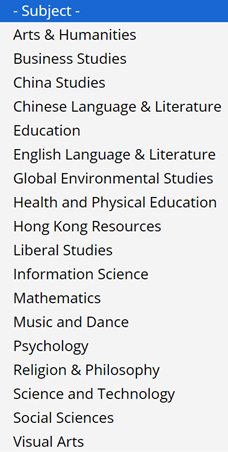 - Subject -
Arts & Humanities
Business Studies
China Studies
Chinese Language & Literature
Education
English Language & Literature
Global Environmental Studies
Health and Physical Education
Hong Kong Resources
Liberal Studies
Information Science
Mathematics
Music and Dance
Psychology
Religion & Philosophy
Science and Technology
Social Sciences
Visual Arts